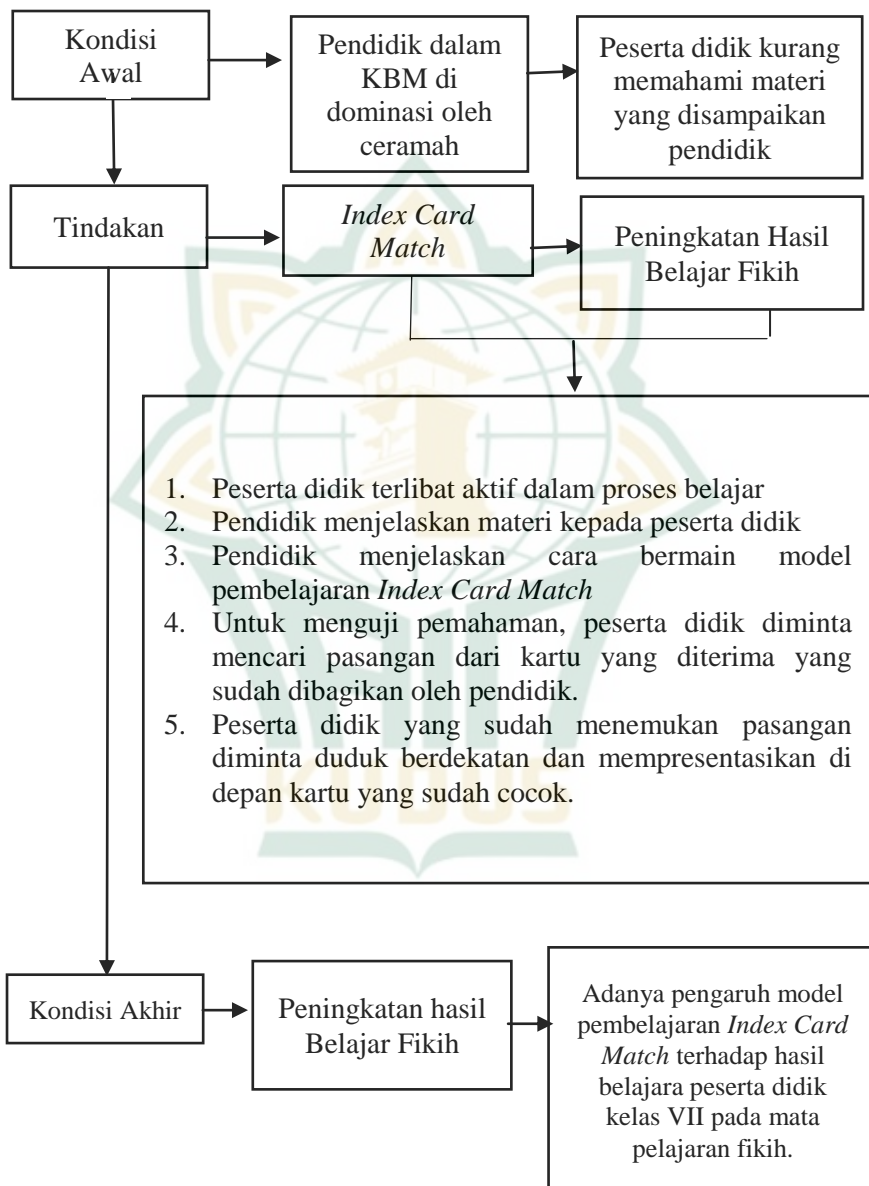 Kondisi
Awal
Pendidik dalam
KBM di
dominasi oleh
ceramah
Peserta didik kurang
memahami materi
yang disampaikan
pendidik
Tindakan
Index Card
Match
Peningkatan Hasil
Belajar Fikih
1. Peserta didik terlibat aktif dalam proses belajar
2. Pendidik menjelaskan materi kepada peserta didik
3. Pendidik menjelaskan cara bermain model
pembelajaran Index Card Match
4. Untuk menguji pemahaman, peserta didik diminta
mencari pasangan dari kartu yang diterima yang
sudah dibagikan oleh pendidik.
5. Peserta didik yang sudah menemukan pasangan
diminta duduk berdekatan dan mempresentasikan di
depan kartu yang sudah cocok.
KUDUS
Kondisi Akhir
Peningkatan hasil
Belajar Fikih
Adanya pengaruh model
pembelajaran Index Card
Match terhadap hasil
belajara peserta didik
kelas VII pada mata
pelajaran fikih.